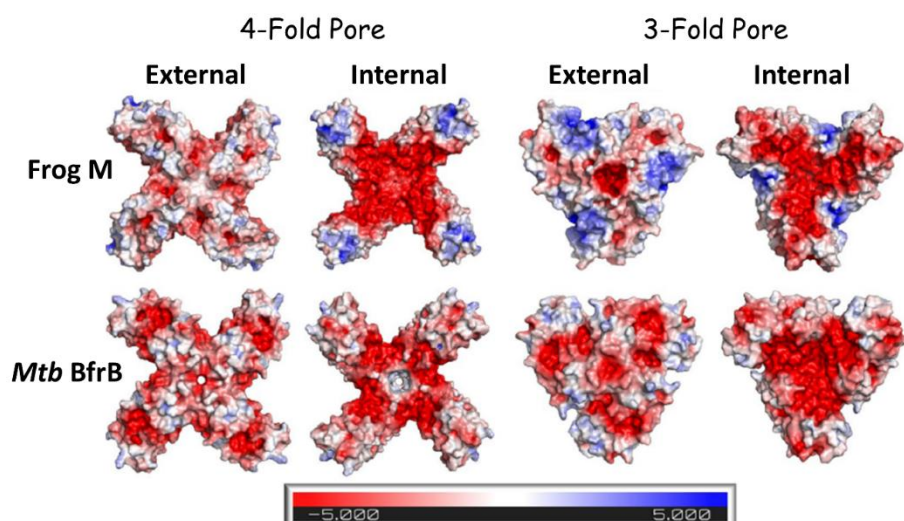 4-Fold Pore 3-Fold Pore
External Internal External Internal
Frog M
Mtb BfrB
-5.000 5.000